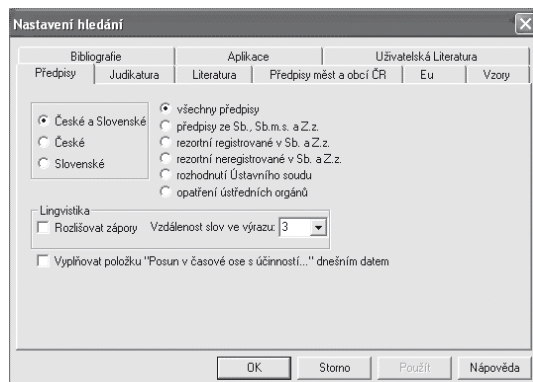 Nastavení hledání
Bibliografie Aplikace Uživatelská Literatura
Předpisy Judikatura Literatura Předpisy měst a obcí ČR Eu Vzory
České a Slovenské
České
Slovenské
všechny předpisy
předpisy ze Sb., Sb.m.s. a Z.z.
rezortní registrované v Sb. a Z.z.
rezortní neregistrované v Sb. a Z.z.
rozhodnutí Ústavního soudu
opatření ústředních orgánů
Lingvistika
Rozlišovat zápory Vzdálenost slov ve výrazu: 3
Vyplňovat položku "Posun v časové ose s účinností..." dnešním datem
OK Storno Použít Nápověda